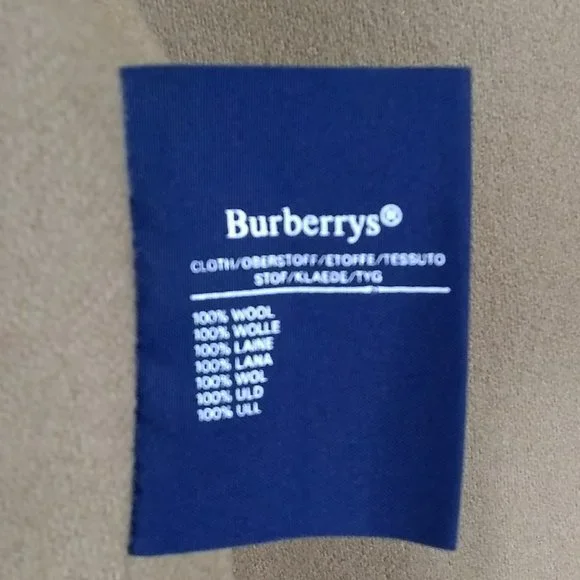 Burberrys®
CLOTH/OBERSTOFF/ETOFFE/TESSUTO
STOF/KLAEDE/TYG
100% WOOL
100% WOLLE
100% LAINE
100% LANA
100% WOL
100% ULD
100% ULL